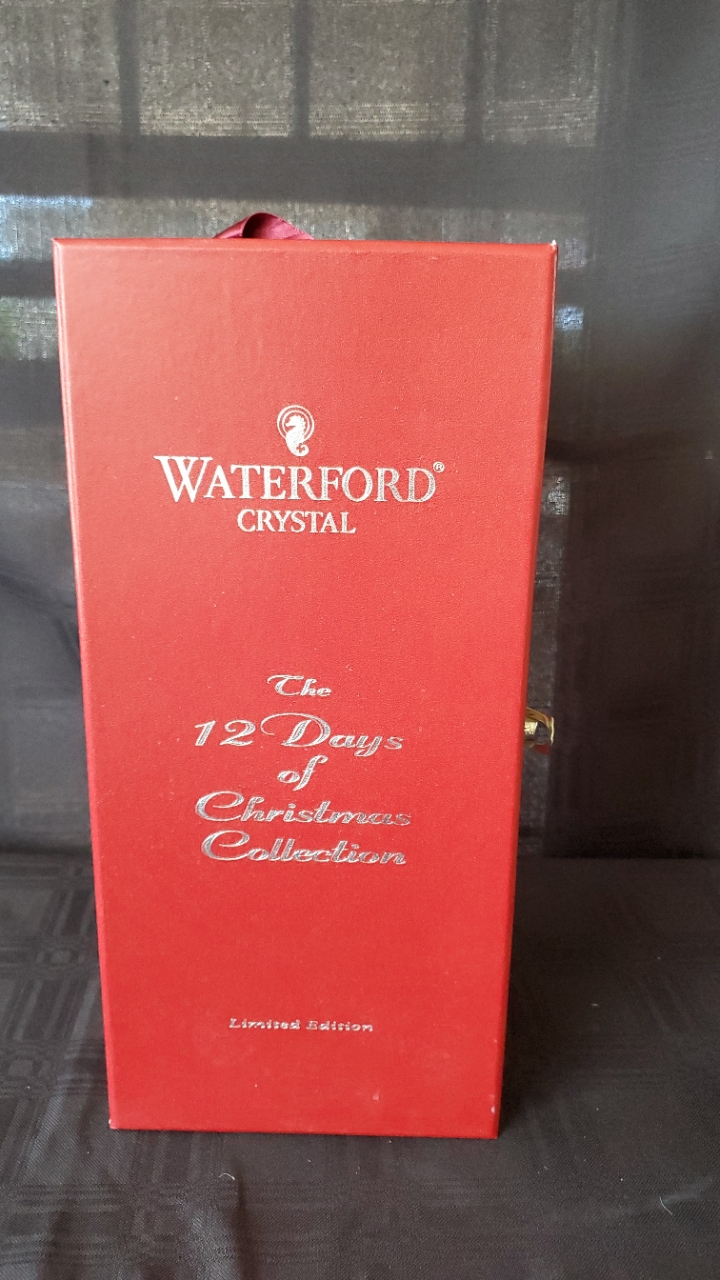 WATERFORD®
CRYSTAL
The
12 Days
of
Christmas
Collection
Limited Edition